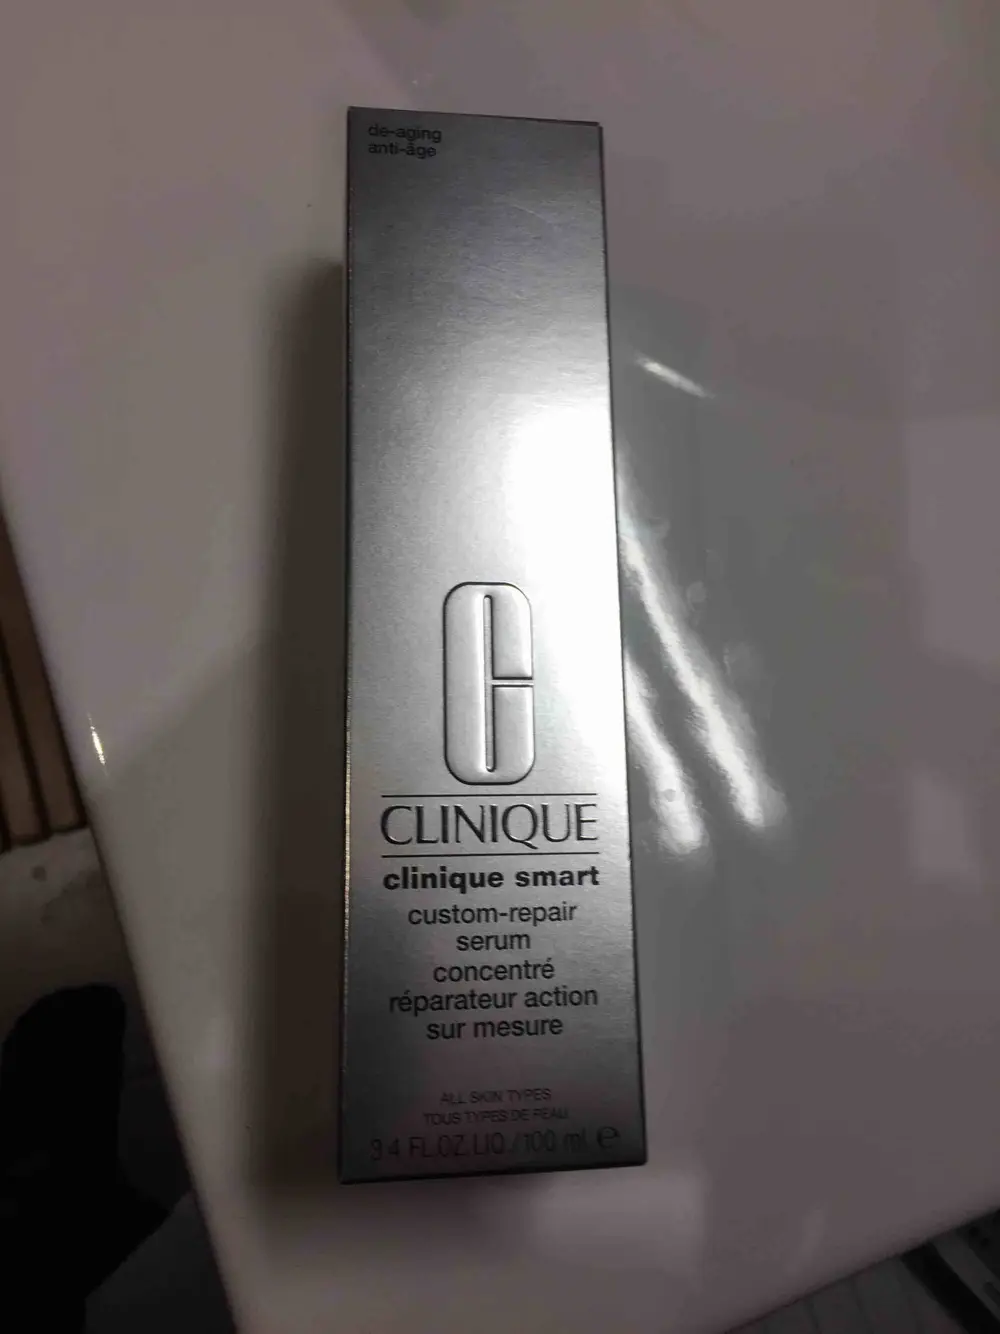 de-aging
anti-âge
C
CLINIQUE
clinique smart
custom-repair
serum
concentré
réparateur action
sur mesure
ALL SKIN TYPES
TOUS TYPES DE PEAU
3.4 FL.OZ.LIQ./100 ml ℮